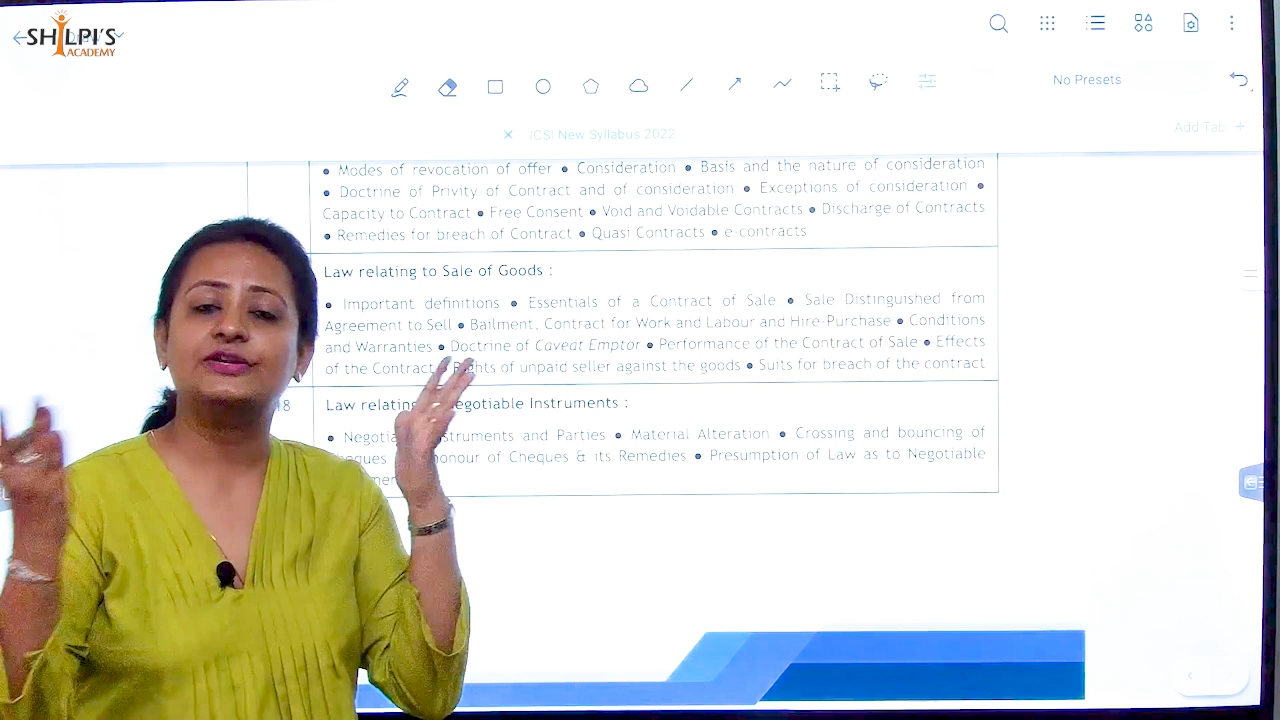 SHILPI'S
ACADEMY
No Presets
ICSI New Syllabus 2022
Add Tab
• Modes of revocation of offer • Consideration • Basis and the nature of consideration
• Doctrine of Privity of Contract and of consideration • Exceptions of consideration •
Capacity to Contract • Free Consent • Void and Voidable Contracts • Discharge of Contracts
• Remedies for breach of Contract • Quasi Contracts • e-contracts
Law relating to Sale of Goods :
• Important definitions • Essentials of a Contract of Sale • Sale Distinguished from
Agreement to Sell • Bailment, Contract for Work and Labour and Hire-Purchase • Conditions
and Warranties • Doctrine of Caveat Emptor • Performance of the Contract of Sale • Effects
of the Contract • Rights of unpaid seller against the goods • Suits for breach of the contract
18
Law relating Negotiable Instruments :
• Negotia struments and Parties • Material Alteration • Crossing and bouncing of
heques onour of Cheques & its Remedies • Presumption of Law as to Negotiable